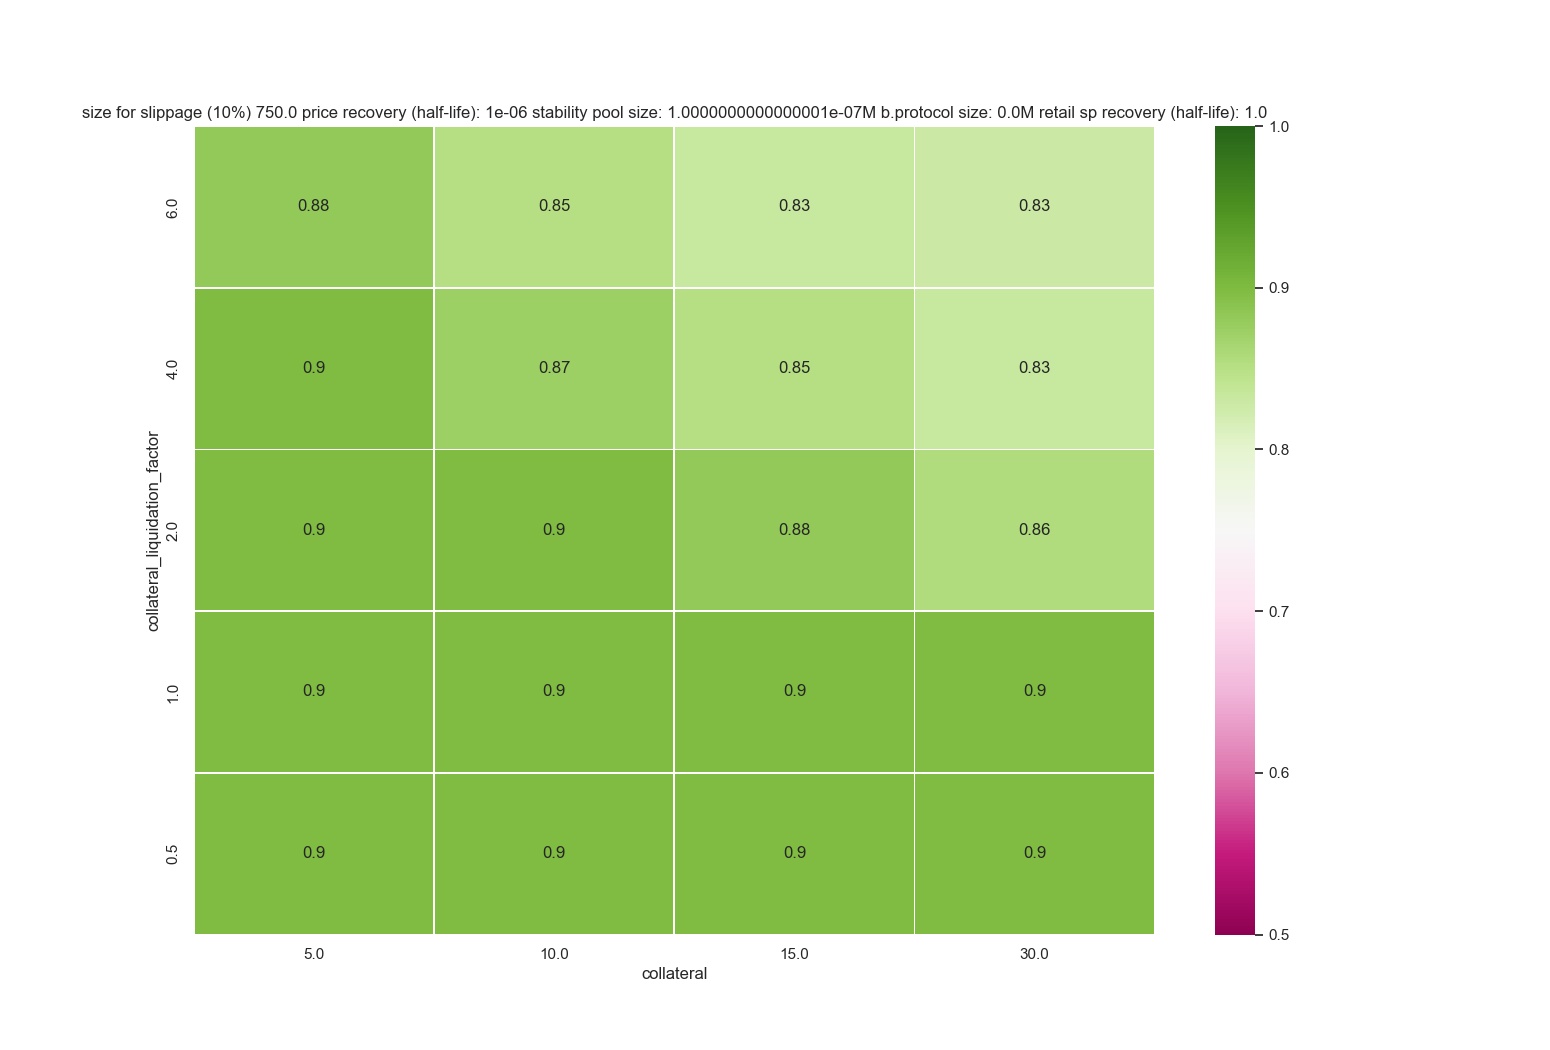 size for slippage (10%) 750.0 price recovery (half-life): 1e-06 stability pool size: 1.0000000000000001e-07M b.protocol size: 0.0M retail sp recovery (half-life): 1.0
collateral_liquidation_factor
6.0
0.88 0.85 0.83 0.83
4.0
0.9 0.87 0.85 0.83
2.0
0.9 0.9 0.88 0.86
1.0
0.9 0.9 0.9 0.9
0.5
0.9 0.9 0.9 0.9
5.0 10.0 15.0 30.0
collateral
1.0
0.9
0.8
0.7
0.6
0.5